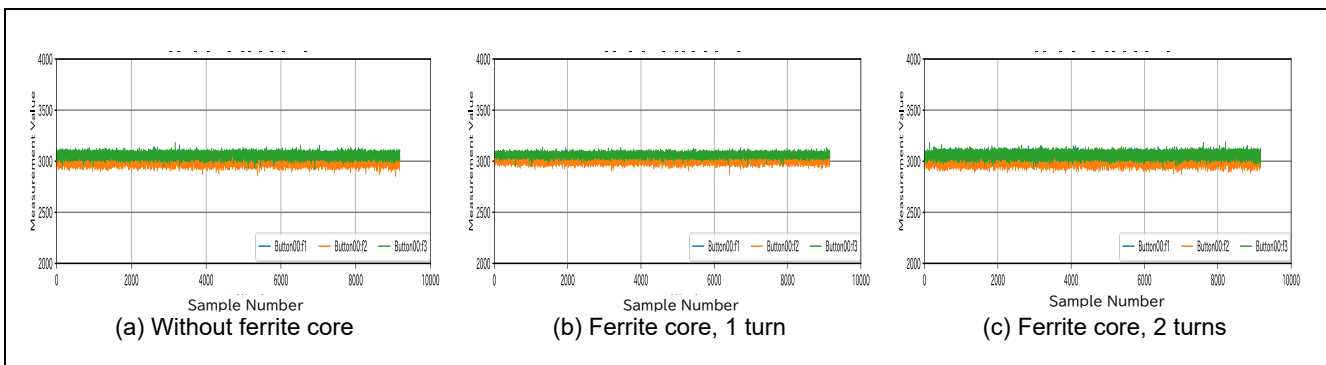 4000
3500
3000
2500
2000
Measurement Value
0
2000
4000
6000
8000
10000
Button00:f1 Button00:f2 Button00:f3
Sample Number
(a) Without ferrite core
4000
3500
3000
2500
2000
Measurement Value
0
2000
4000
6000
8000
10000
Button00:f1 Button00:f2 Button00:f3
Sample Number
(b) Ferrite core, 1 turn
4000
3500
3000
2500
2000
Measurement Value
0
2000
4000
6000
8000
10000
Button00:f1 Button00:f2 Button00:f3
Sample Number
(c) Ferrite core, 2 turns